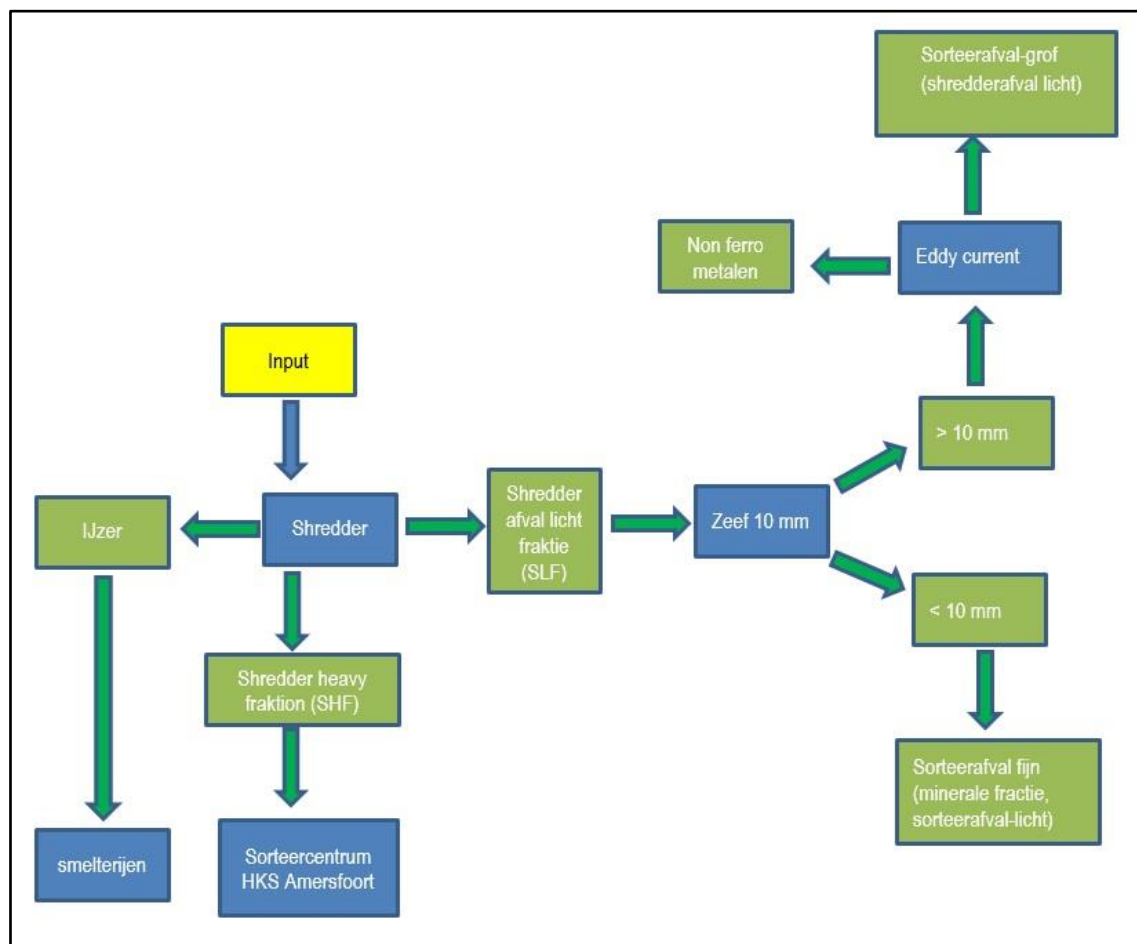 Sorteerafval-grof
(shredderafval licht)
Non ferro
metalen
Eddy current
Input
> 10 mm
IJzer
Shredder
Shredder
afval licht
fraktie
(SLF)
Zeef 10 mm
< 10 mm
Shredder heavy
fraktion (SHF)
Sorteerafval fijn
(minerale fractie,
sorteerafval-licht)
smelterijen
Sorteercentrum
HKS Amersfoort